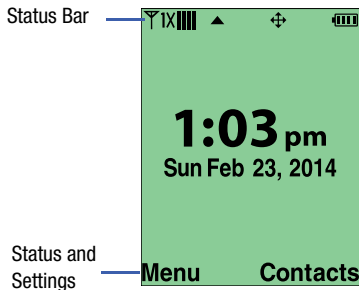 Status Bar
1X
1:03 pm
Sun Feb 23, 2014
Status and
Settings
Menu Contacts